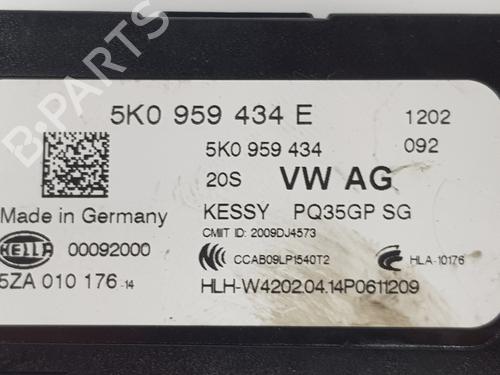 5K0 959 434 E 1202
5K0 959 434 092
20S VW AG
Made in Germany KESSY PQ35GP SG
CMIIT ID: 2009DJ4573
HELLA 00092000 CCAB09LP1540T2 HLA-10176
5ZA 010 176-14 HLH-W4202.04.14P0611209
B-PARTS